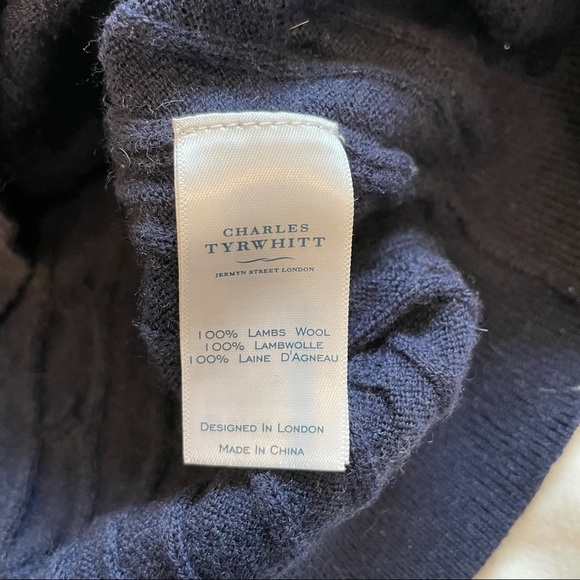 CHARLES
TYRWHITT
JERMYN STREET LONDON
100% LAMBS WOOL
100% LAMBWOLLE
100% LAINE D'AGNEAU
DESIGNED IN LONDON
MADE IN CHINA